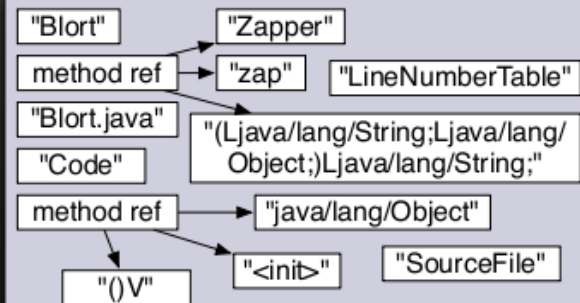 "Blort"
"Zapper"
method ref
"zap"
"LineNumberTable"
"Blort.java"
"(Ljava/lang/String;Ljava/lang/
Object;)Ljava/lang/String;"
"Code"
method ref
"java/lang/Object"
"<init>"
"SourceFile"
"()V"